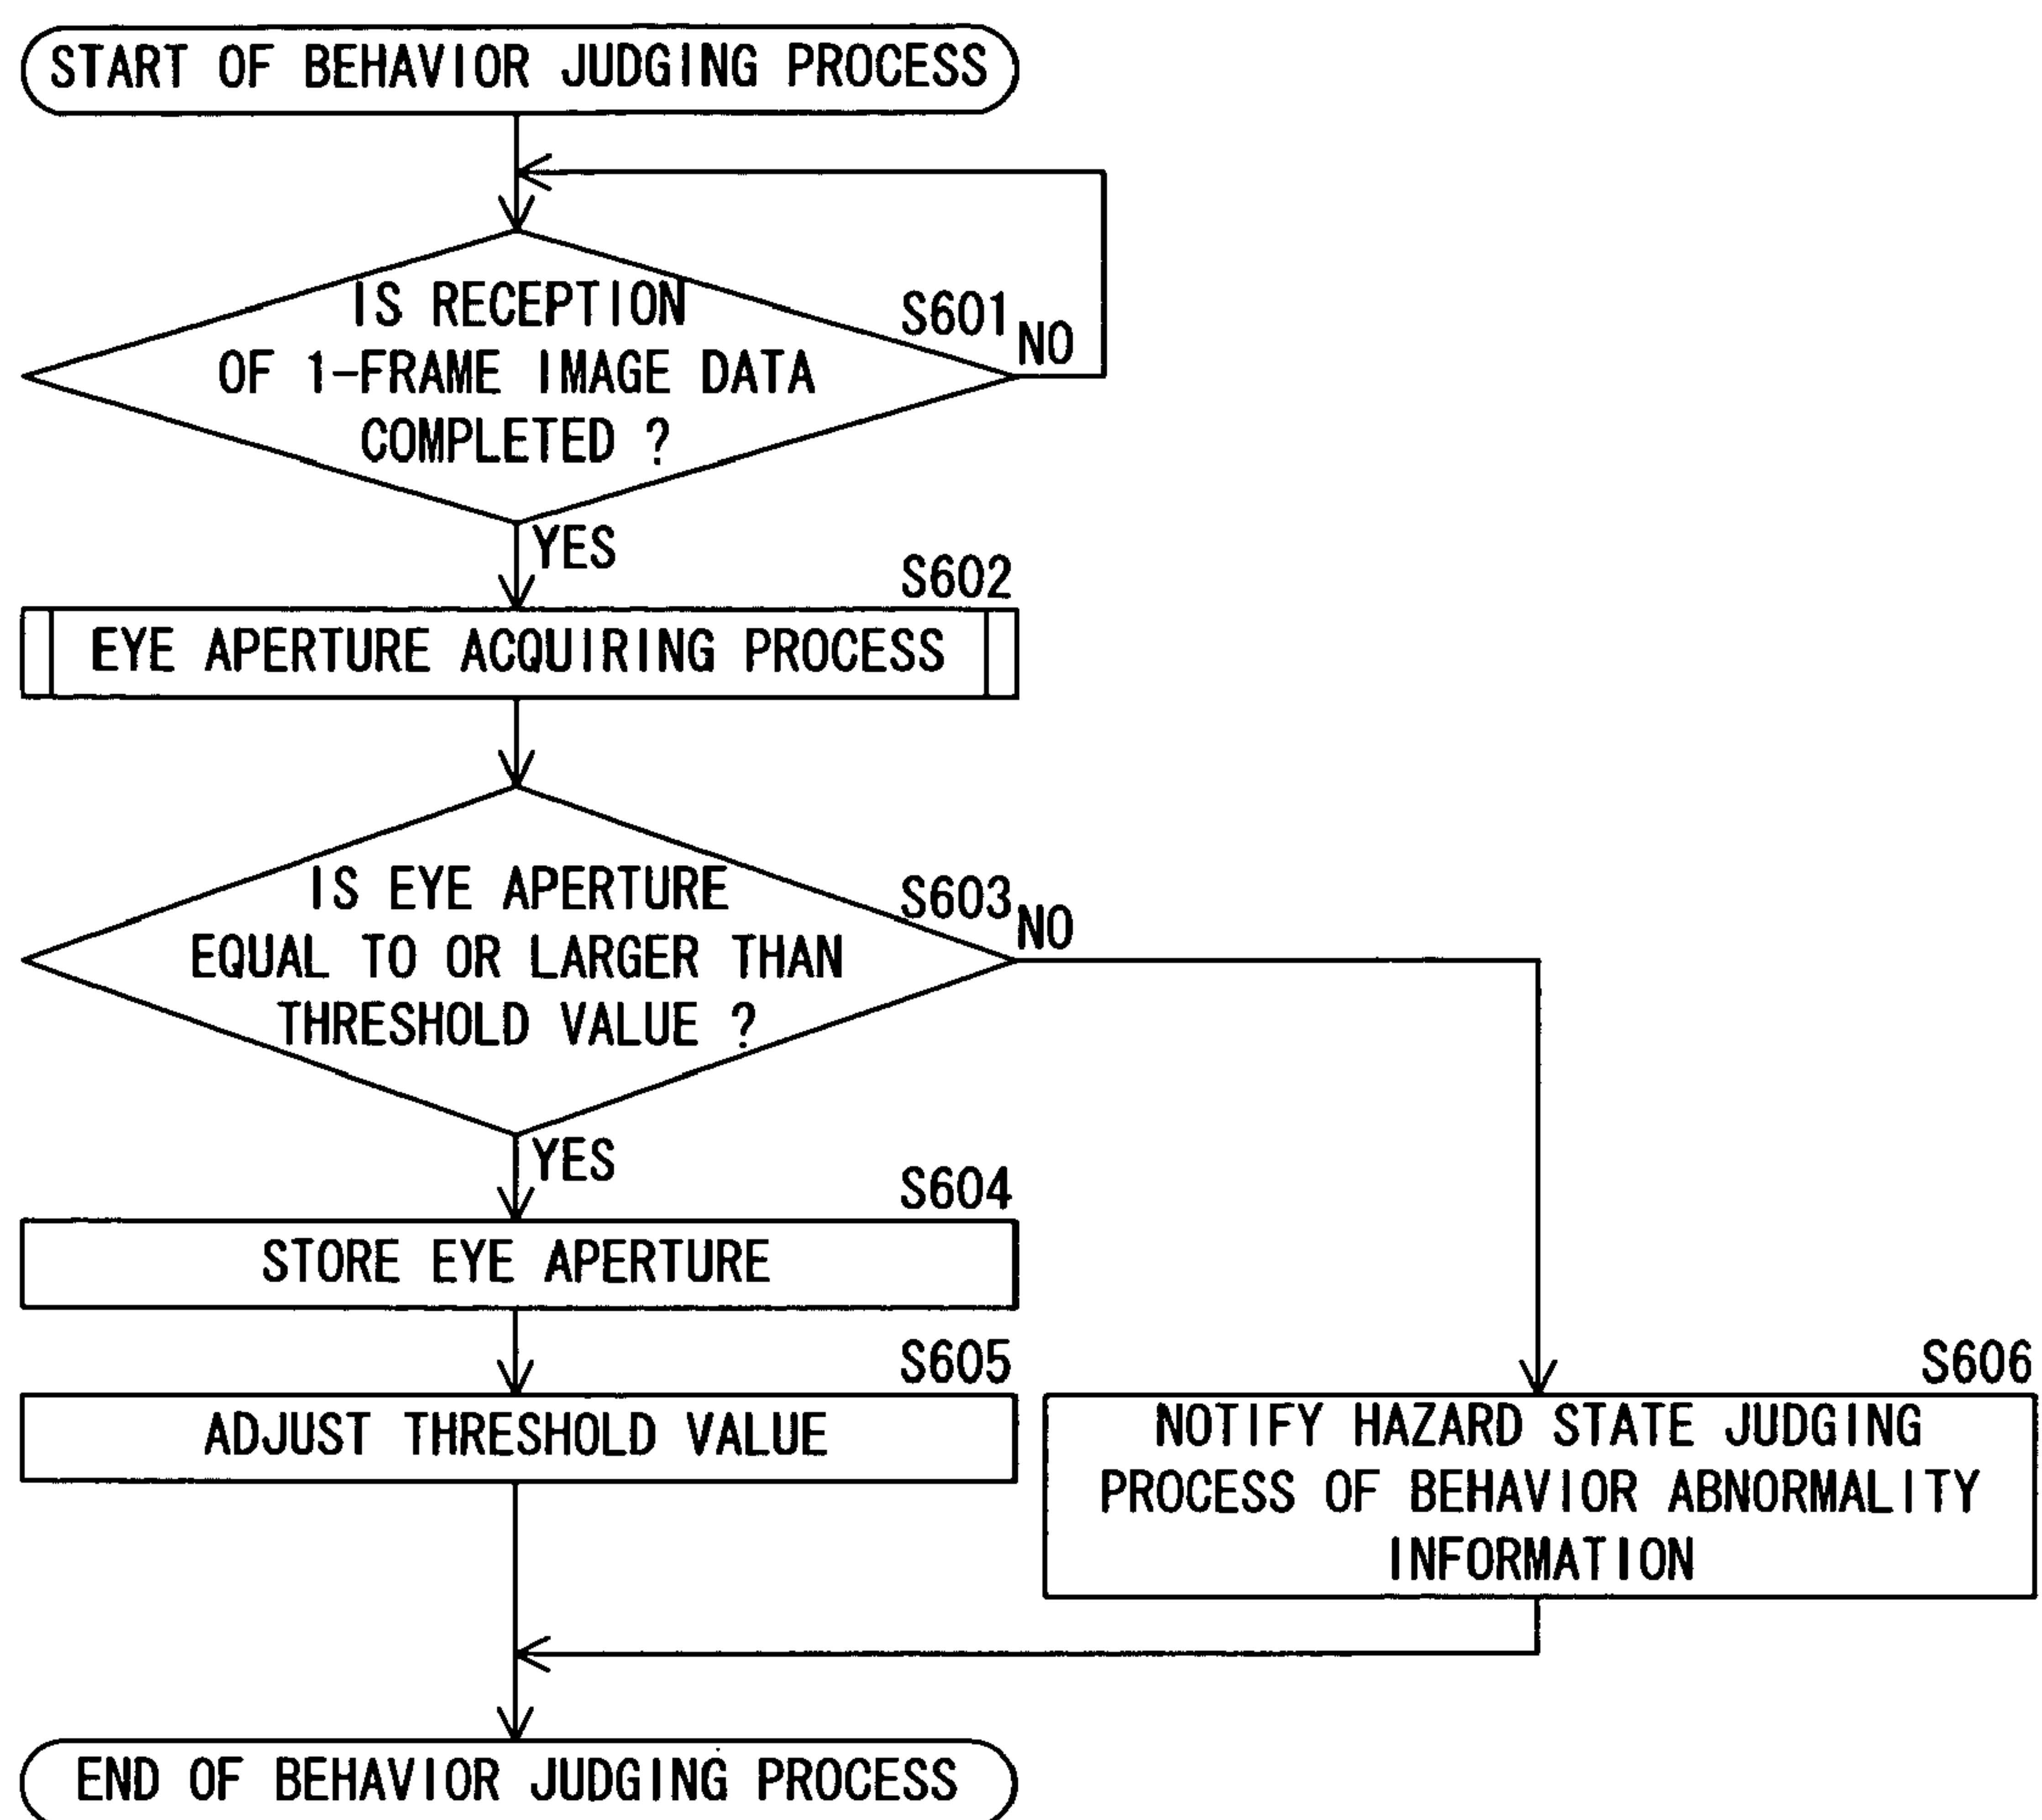 START OF BEHAVIOR JUDGING PROCESS
IS RECEPTION
OF 1-FRAME IMAGE DATA
COMPLETED ?
S601
NO
YES
S602
EYE APERTURE ACQUIRING PROCESS
IS EYE APERTURE
EQUAL TO OR LARGER THAN
THRESHOLD VALUE ?
S603
NO
YES
S604
STORE EYE APERTURE
S605
ADJUST THRESHOLD VALUE
S606
NOTIFY HAZARD STATE JUDGING
PROCESS OF BEHAVIOR ABNORMALITY
INFORMATION
END OF BEHAVIOR JUDGING PROCESS